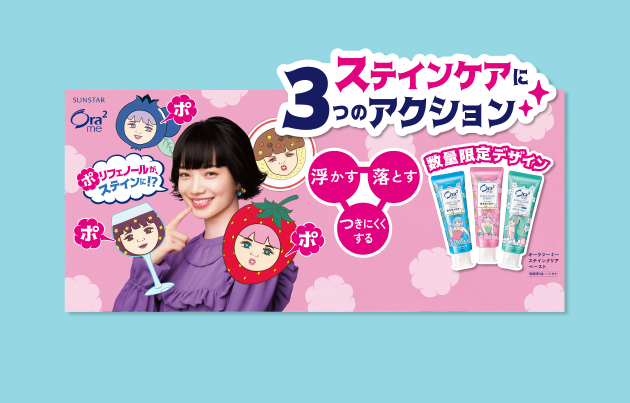 SUNSTAR
Ora2
me
ポ
ポリフェノールが、
ステインに!?
ポ
ポ
ステインケアに
3つのアクション
浮かす
落とす
つきにくく
する
数量限定デザイン
Ora2
Ora2
Ora2
オーラツーミー
ステインクリア
ペースト